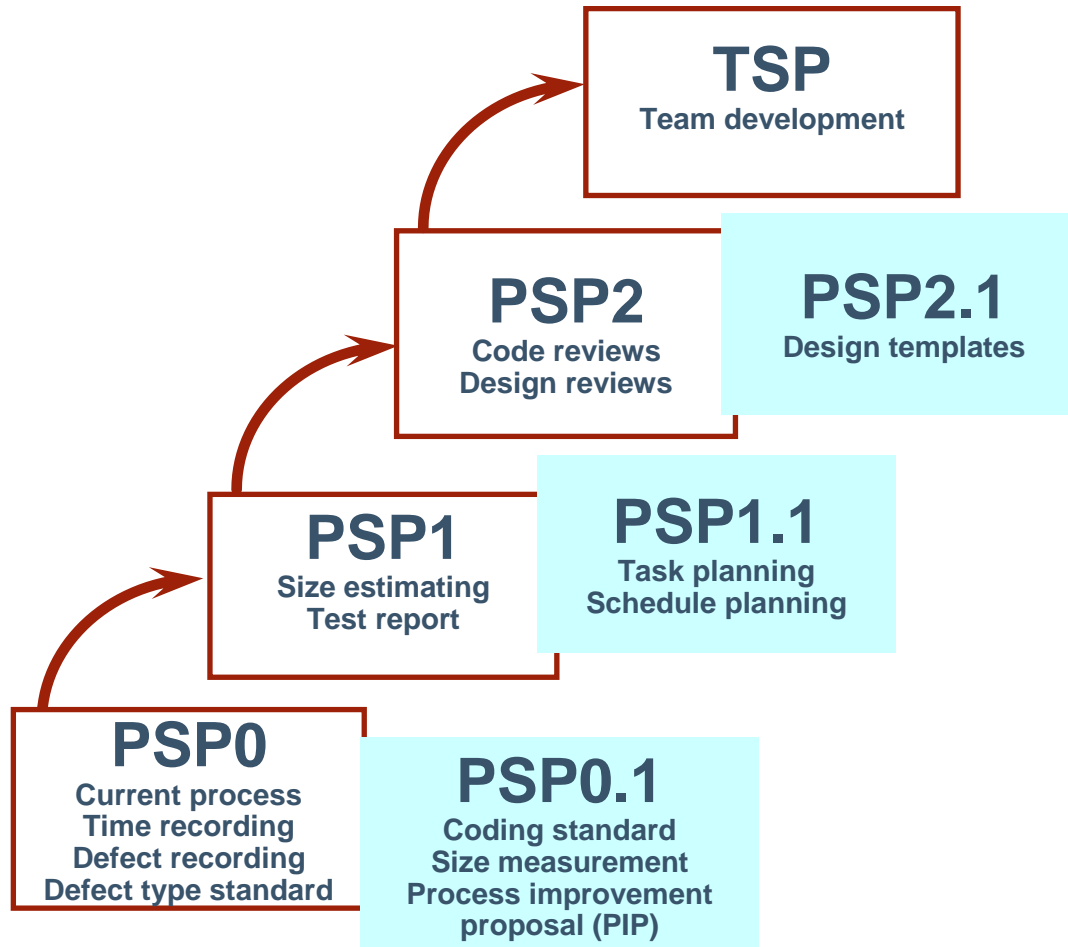 TSP
Team development
PSP2
Code reviews
Design reviews
PSP2.1
Design templates
PSP1
Size estimating
Test report
PSP1.1
Task planning
Schedule planning
PSP0
Current process
Time recording
Defect recording
Defect type standard
PSP0.1
Coding standard
Size measurement
Process improvement
proposal (PIP)